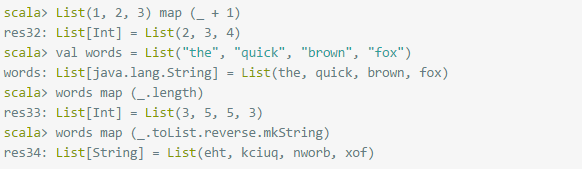 scala> List(1, 2, 3) map (_ + 1)
res32: List[Int] = List(2, 3, 4)
scala> val words = List("the", "quick", "brown", "fox")
words: List[java.lang.String] = List(the, quick, brown, fox)
scala> words map (_.length)
res33: List[Int] = List(3, 5, 5, 3)
scala> words map (_.toList.reverse.mkString)
res34: List[String] = List(eht, kciuq, nworb, xof)